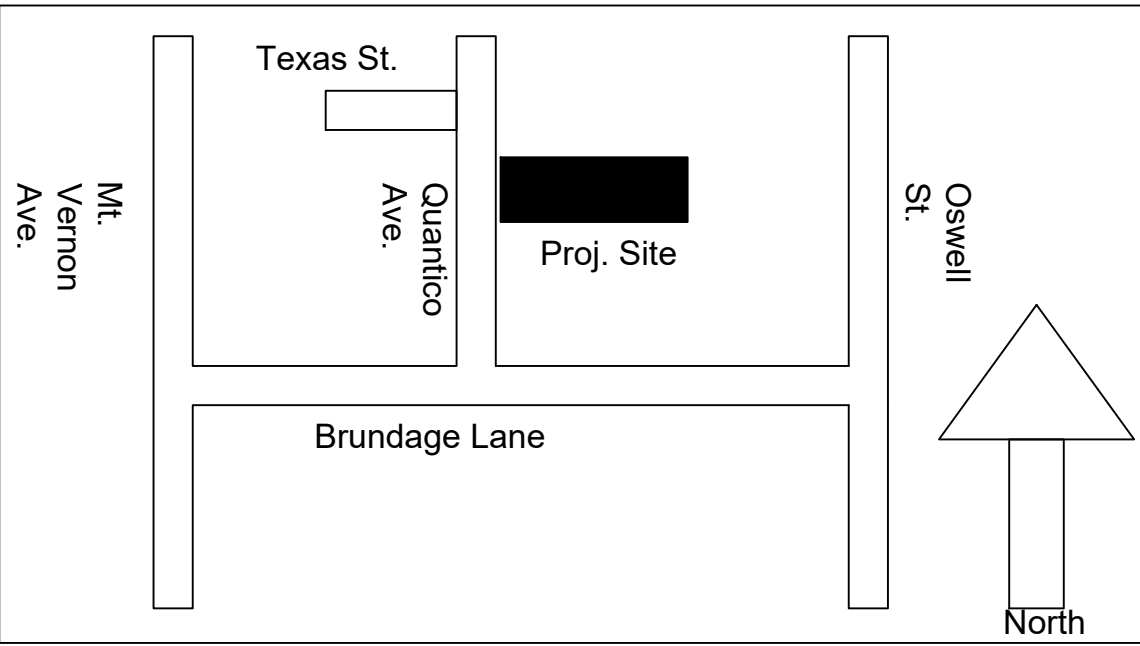 Texas St.
Mt.
Vernon
Ave.
Quantico
Ave.
Oswell
St.
Proj. Site
Brundage Lane
North